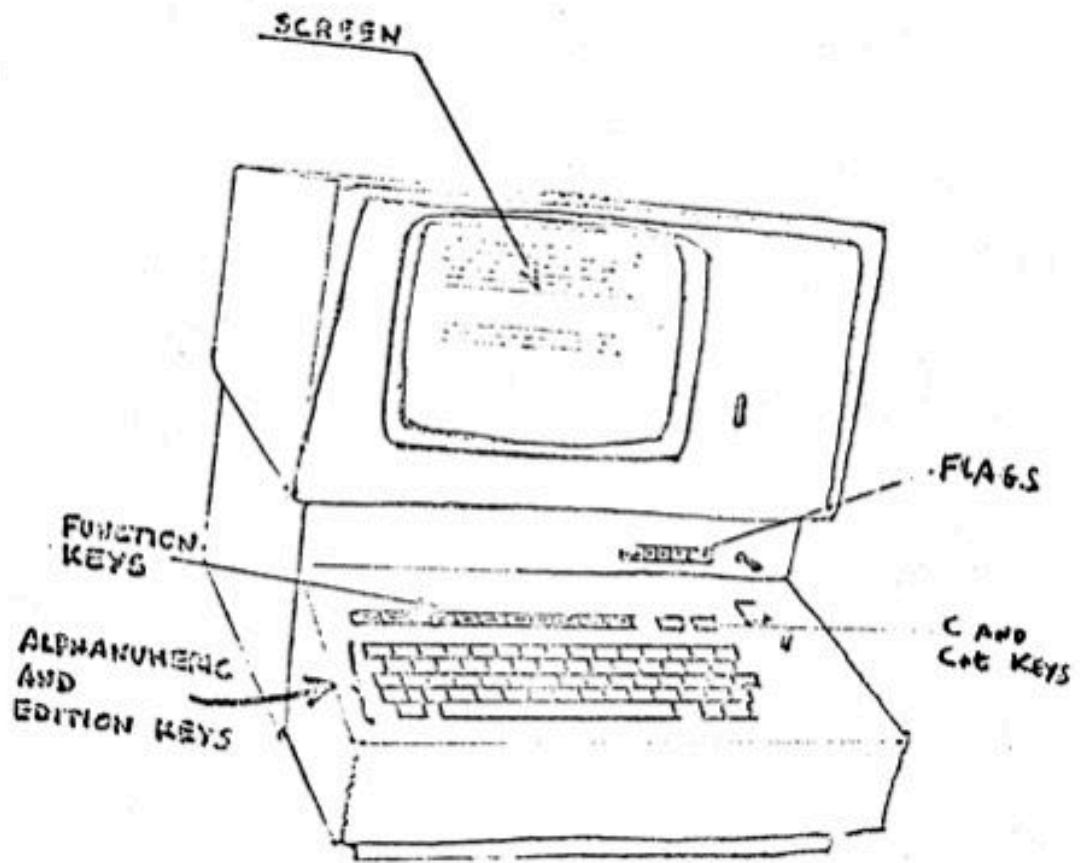 SCREEN
FLAGS
FUNCTION
KEYS
C AND
C+E KEYS
ALPHANUMERIC
AND
EDITION KEYS